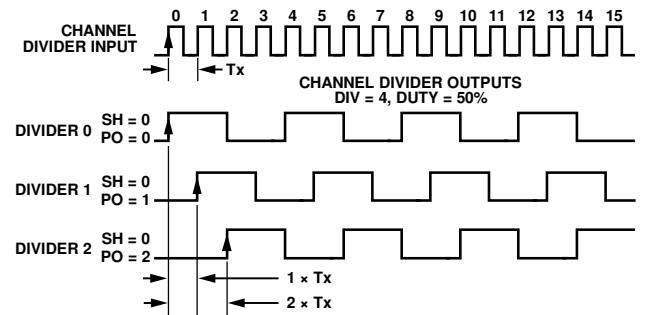 CHANNEL
DIVIDER INPUT
0 1 2 3 4 5 6 7 8 9 10 11 12 13 14 15
Tx
CHANNEL DIVIDER OUTPUTS
DIV = 4, DUTY = 50%
DIVIDER 0
SH = 0
PO = 0
DIVIDER 1
SH = 0
PO = 1
DIVIDER 2
SH = 0
PO = 2
1 × Tx
2 × Tx